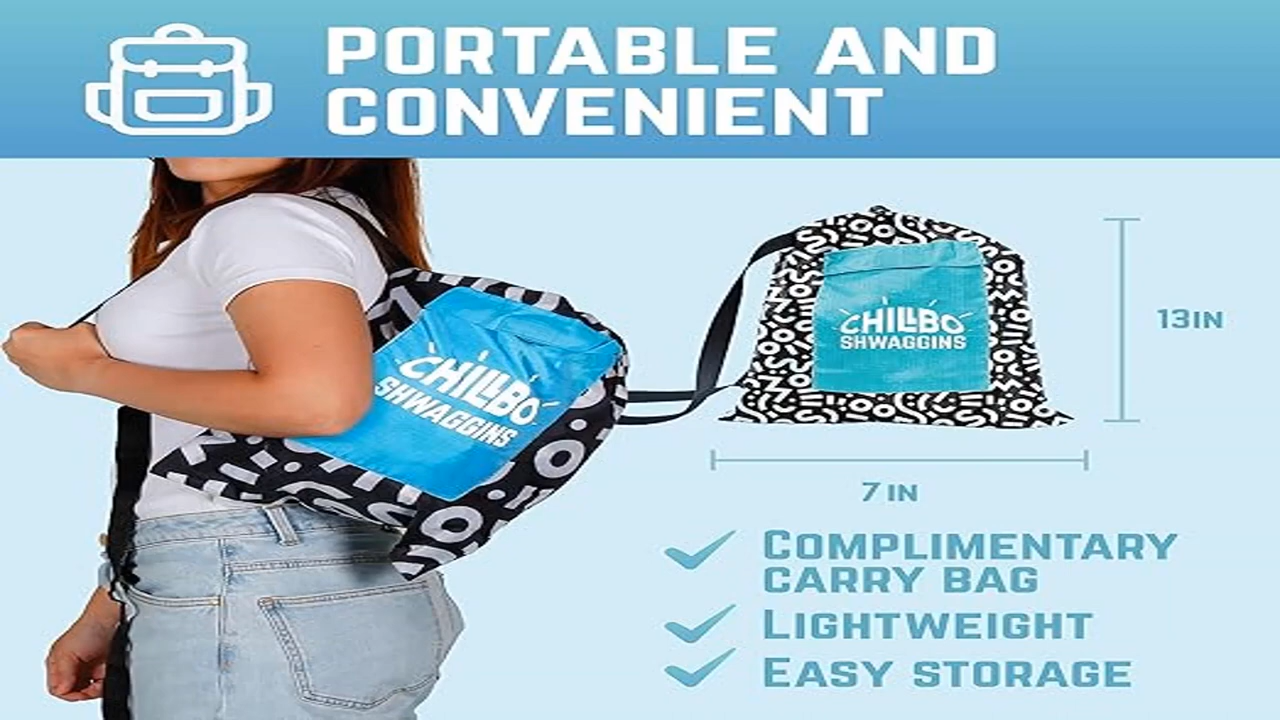 PORTABLE AND
CONVENIENT
CHILLBO
SHWAGGINS
CHILLBO
SHWAGGINS
13IN
7 IN
COMPLIMENTARY
CARRY BAG
LIGHTWEIGHT
EASY STORAGE